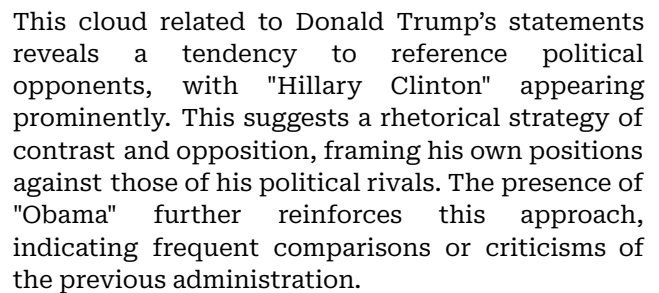 This cloud related to Donald Trump’s statements
reveals a tendency to reference political
opponents, with "Hillary Clinton" appearing
prominently. This suggests a rhetorical strategy of
contrast and opposition, framing his own positions
against those of his political rivals. The presence of
"Obama" further reinforces this approach,
indicating frequent comparisons or criticisms of
the previous administration.